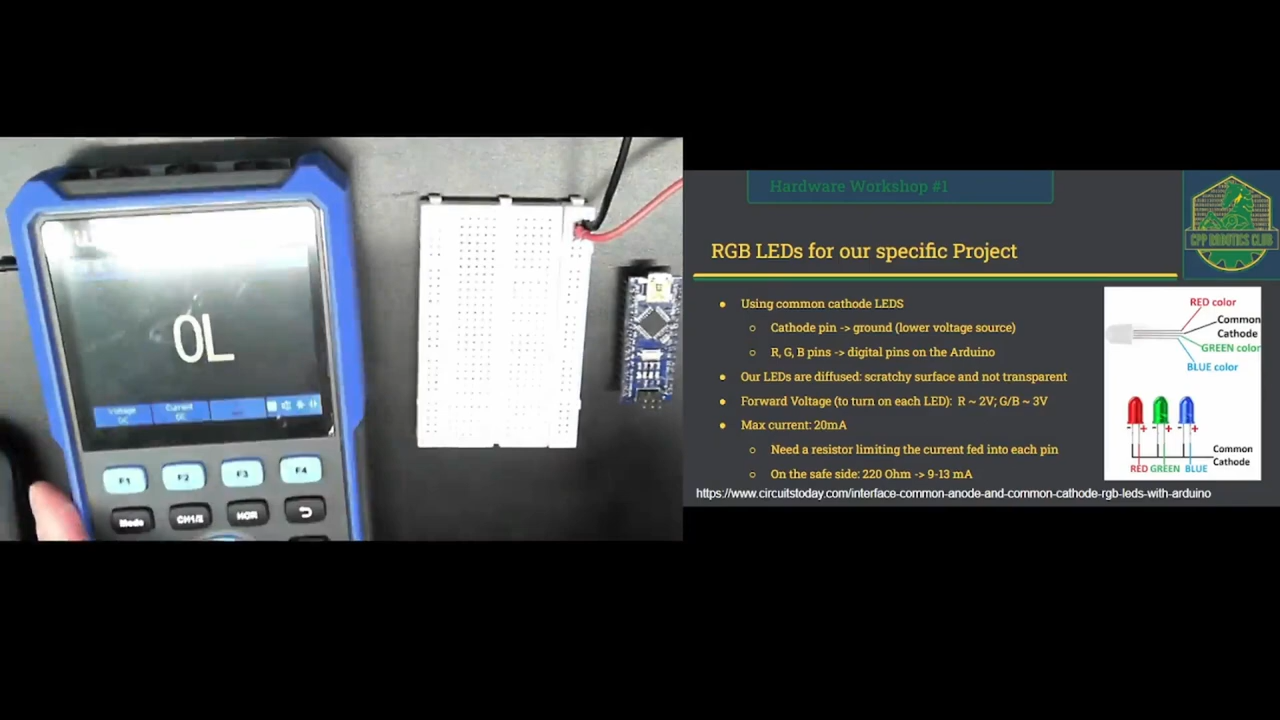 OL
Voltage
DC
Current
DC
F1
F2
F3
F4
Mode
CH1/2
HOR
Hardware Workshop #1
CPP ROBOTICS CLUB
RGB LEDs for our specific Project
● Using common cathode LEDS
○ Cathode pin -> ground (lower voltage source)
○ R, G, B pins -> digital pins on the Arduino
● Our LEDs are diffused: scratchy surface and not transparent
● Forward Voltage (to turn on each LED): R ~ 2V; G/B ~ 3V
● Max current: 20mA
○ Need a resistor limiting the current fed into each pin
○ On the safe side: 220 Ohm -> 9-13 mA
RED color
Common
Cathode
GREEN color
BLUE color
- + - + - +
Common
Cathode
RED GREEN BLUE
https://www.circuitstoday.com/interface-common-anode-and-common-cathode-rgb-leds-with-arduino